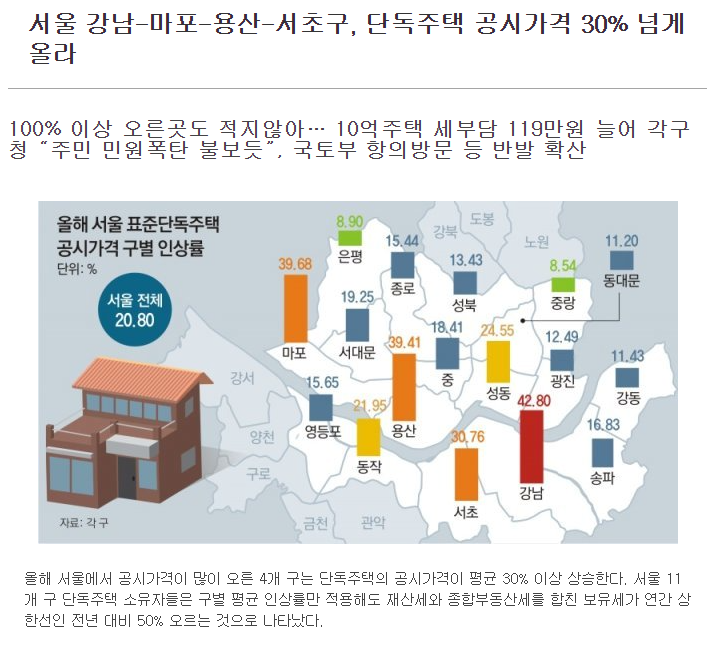 서울 강남-마포-용산-서초구, 단독주택 공시가격 30% 넘게
올라
100% 이상 오른곳도 적지않아… 10억주택 세부담 119만원 늘어 각구
청 “주민 민원폭탄 불보듯”, 국토부 항의방문 등 반발 확산
올해 서울 표준단독주택
공시가격 구별 인상률
단위: %
서울 전체
20.80
8.90
은평
도봉
강북
노원
15.44
종로
13.43
성북
11.20
동대문
8.54
중랑
39.68
마포
19.25
서대문
39.41
용산
18.41
중
24.55
성동
12.49
광진
11.43
강동
강서
15.65
영등포
21.95
동작
양천
구로
금천
관악
30.76
서초
42.80
강남
16.83
송파
자료: 각 구
올해 서울에서 공시가격이 많이 오른 4개 구는 단독주택의 공시가격이 평균 30% 이상 상승한다. 서울 11
개 구 단독주택 소유자들은 구별 평균 인상률만 적용해도 재산세와 종합부동산세를 합친 보유세가 연간 상
한선인 전년 대비 50% 오르는 것으로 나타났다.